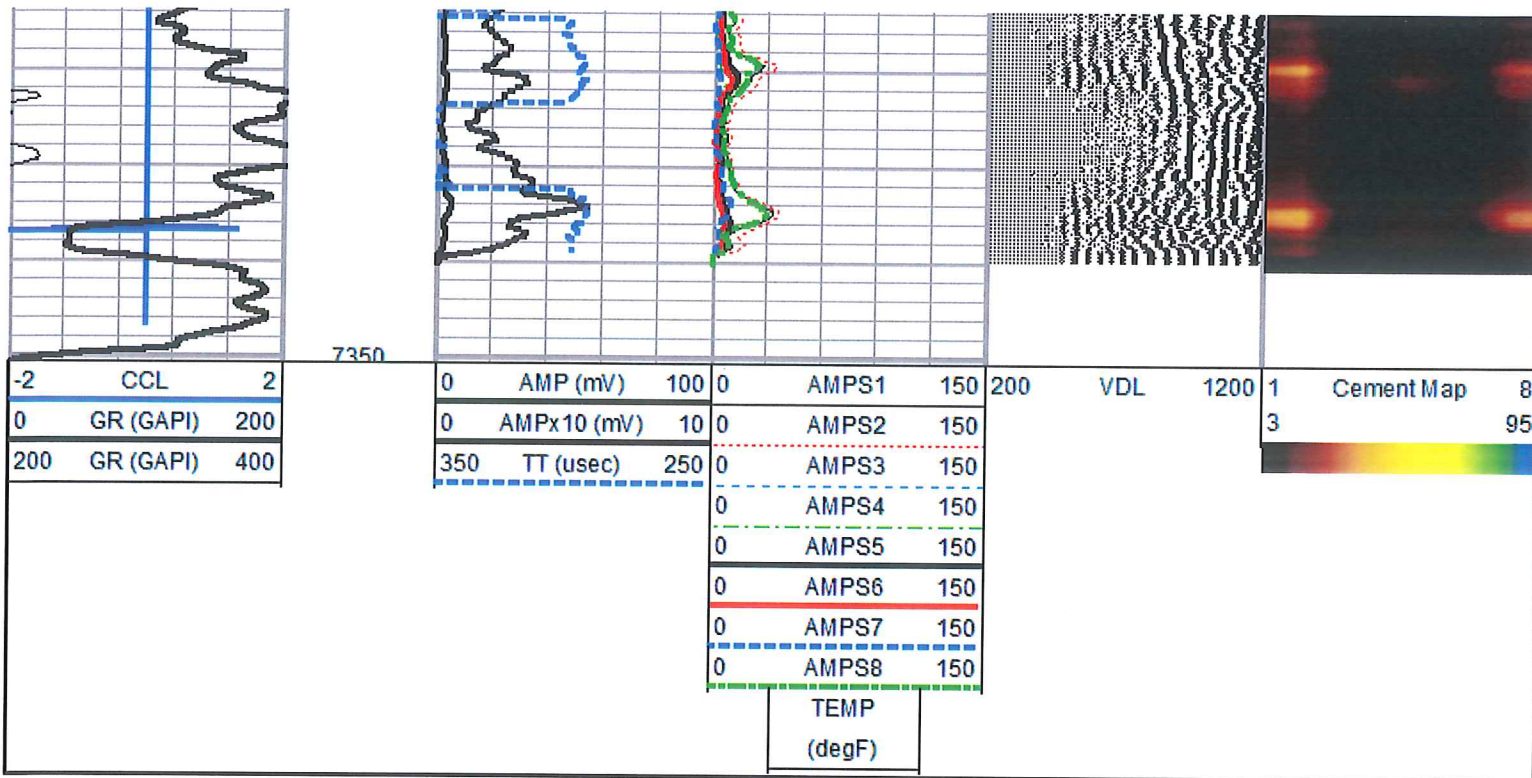 7350
-2 CCL 2
0 GR (GAPI) 200
200 GR (GAPI) 400
0 AMP (mV) 100
0 AMPx10 (mV) 10
350 TT (usec) 250
0 AMPS1 150
0 AMPS2 150
0 AMPS3 150
0 AMPS4 150
0 AMPS5 150
0 AMPS6 150
0 AMPS7 150
0 AMPS8 150
TEMP
(degF)
200 VDL 1200
1 Cement Map 8
3 95